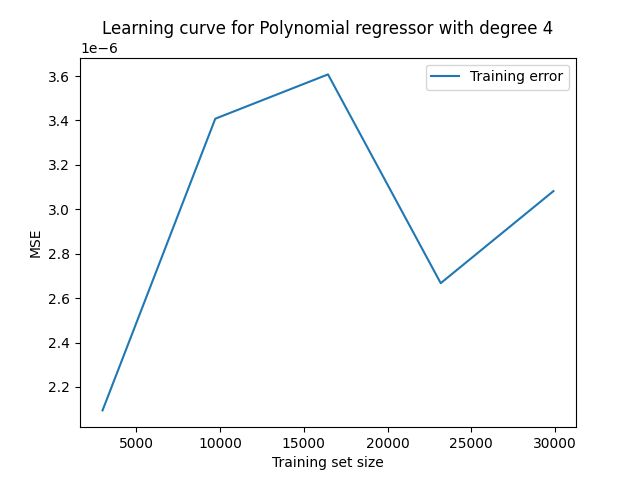 Learning curve for Polynomial regressor with degree 4
1e−6
Training error
3.6
3.4
3.2
3.0
2.8
2.6
2.4
2.2
MSE
5000 10000 15000 20000 25000 30000
Training set size